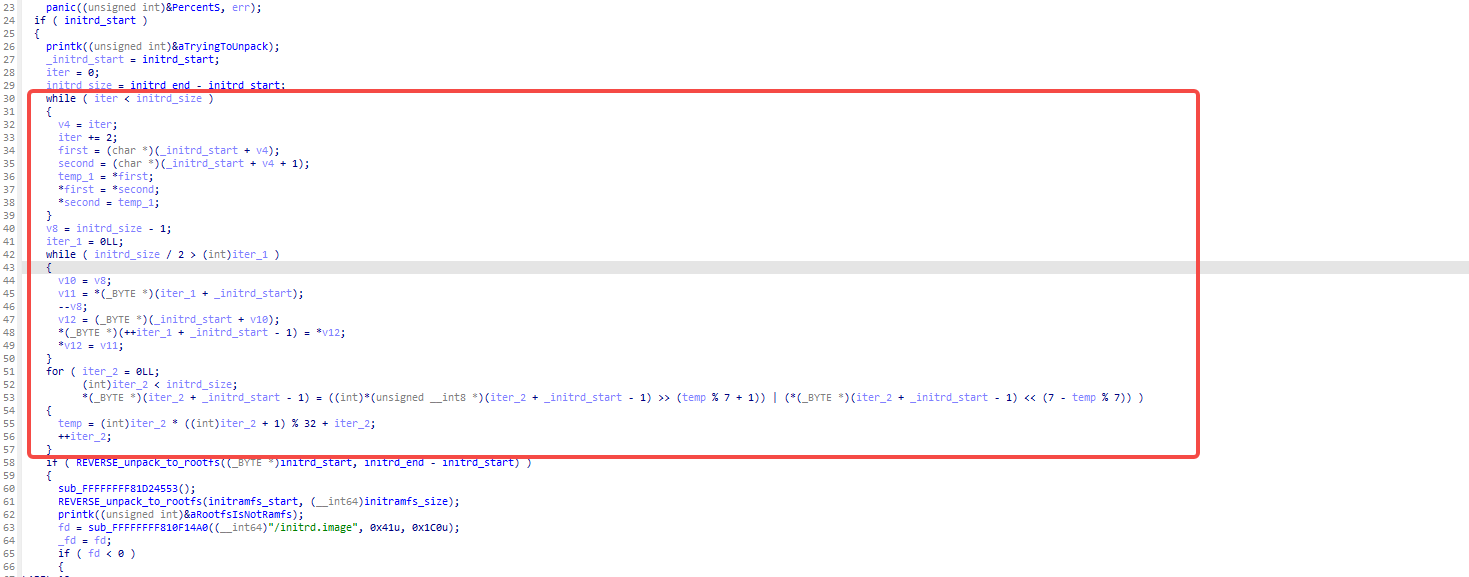 23 panic((unsigned int)&PercentS, err);
24 if ( initrd_start )
25 {
26 printk((unsigned int)&aTryingToUnpack);
27 _initrd_start = initrd_start;
28 iter = 0;
29 initrd_size = initrd_end - initrd_start;
30 while ( iter < initrd_size )
31 {
32 v4 = iter;
33 iter += 2;
34 first = (char *)(_initrd_start + v4);
35 second = (char *)(_initrd_start + v4 + 1);
36 temp_1 = *first;
37 *first = *second;
38 *second = temp_1;
39 }
40 v8 = initrd_size - 1;
41 iter_1 = 0LL;
42 while ( initrd_size / 2 > (int)iter_1 )
43 {
44 v10 = v8;
45 v11 = *(_BYTE *)(iter_1 + _initrd_start);
46 --v8;
47 v12 = (_BYTE *)(_initrd_start + v10);
48 *(_BYTE *)(++iter_1 + _initrd_start - 1) = *v12;
49 *v12 = v11;
50 }
51 for ( iter_2 = 0LL;
52 (int)iter_2 < initrd_size;
53 *(_BYTE *)(iter_2 + _initrd_start - 1) = ((int)*(unsigned __int8 *)(iter_2 + _initrd_start - 1) >> (temp % 7 + 1)) | (*(_BYTE *)(iter_2 + _initrd_start - 1) << (7 - temp % 7)) )
54 {
55 temp = (int)iter_2 * ((int)iter_2 + 1) % 32 + iter_2;
56 ++iter_2;
57 }
58 if ( REVERSE_unpack_to_rootfs((_BYTE *)initrd_start, initrd_end - initrd_start) )
59 {
60 sub_FFFFFFFF81D24553();
61 REVERSE_unpack_to_rootfs(initramfs_start, (__int64)initramfs_size);
62 printk((unsigned int)&aRootfsIsNotRamfs);
63 fd = sub_FFFFFFFF810F14A0((__int64)"/initrd.image", 0x41u, 0x1C0u);
64 _fd = fd;
65 if ( fd < 0 )
66 {